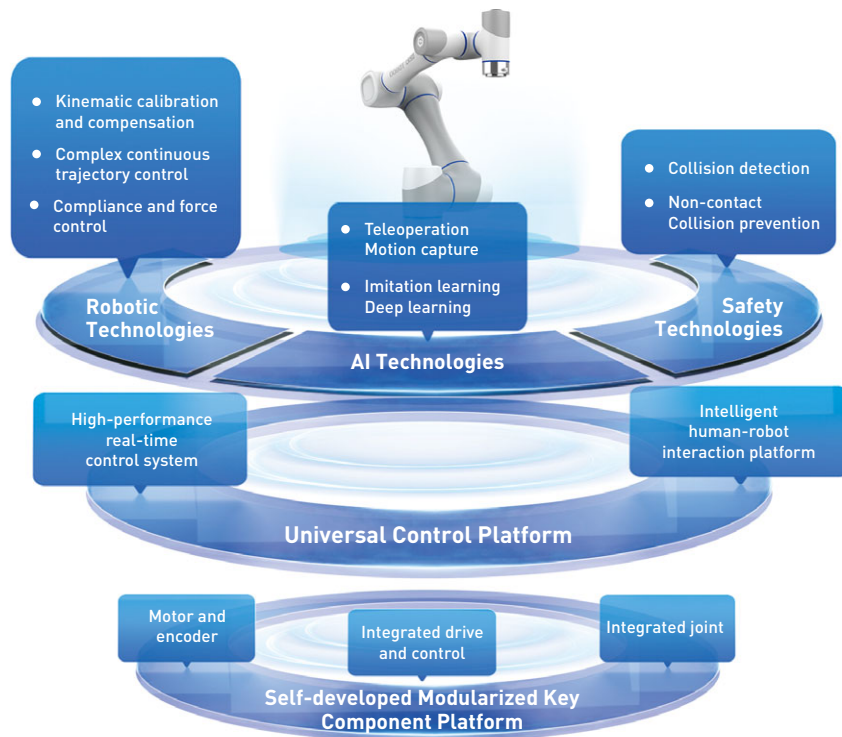 Kinematic calibration
and compensation
Complex continuous
trajectory control
Compliance and force
control
Robotic
Technologies
Teleoperation
Motion capture
Imitation learning
Deep learning
AI Technologies
Collision detection
Non-contact
Collision prevention
Safety
Technologies
High-performance
real-time
control system
Intelligent
human-robot
interaction platform
Universal Control Platform
Motor and
encoder
Integrated drive
and control
Integrated joint
Self-developed Modularized Key
Component Platform